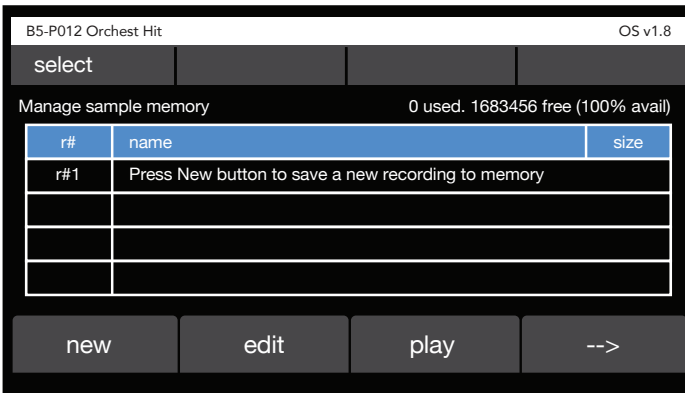 B5-P012 Orchest Hit OS v1.8
select
Manage sample memory 0 used. 1683456 free (100% avail)
r# name size
r#1 Press New button to save a new recording to memory
new edit play -->